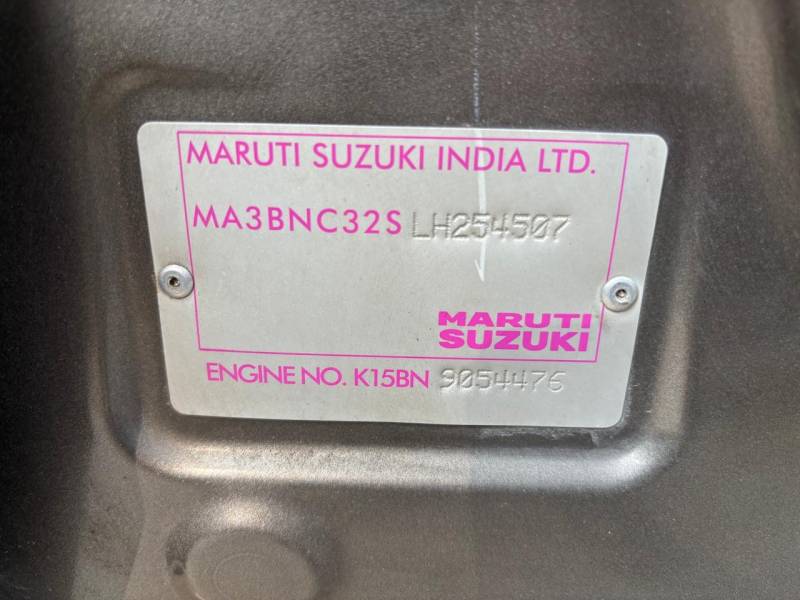 MARUTI SUZUKI INDIA LTD.
MA3BNC32S LH254507
MARUTI
SUZUKI
ENGINE NO. K15BN 9054476